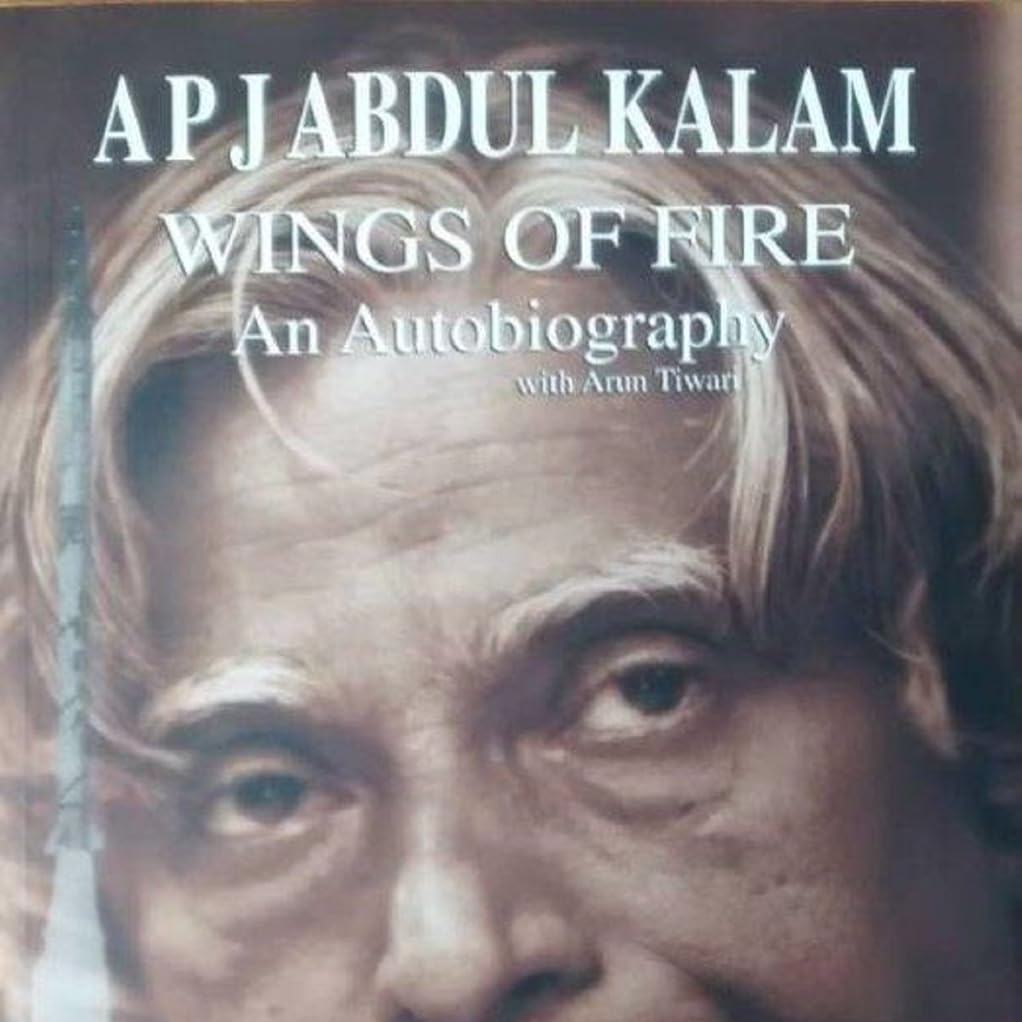 A P J ABDUL KALAM
WINGS OF FIRE
An Autobiography
with Arun Tiwari